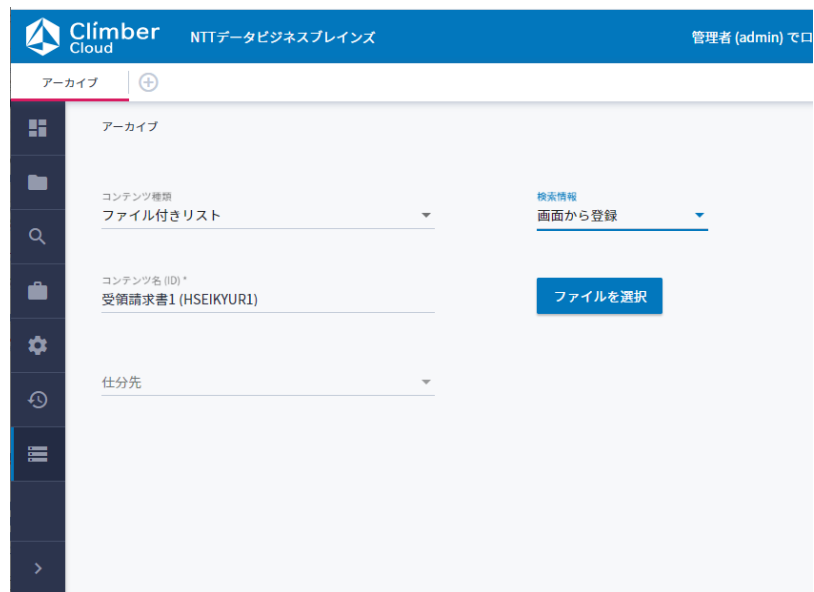 Climber
Cloud
NTTデータビジネスブレインズ
管理者 (admin) でロ
アーカイブ
アーカイブ
コンテンツ種類
ファイル付きリスト
検索情報
画面から登録
コンテンツ名 (ID) *
受領請求書1 (HSEIKYUR1)
ファイルを選択
仕分先